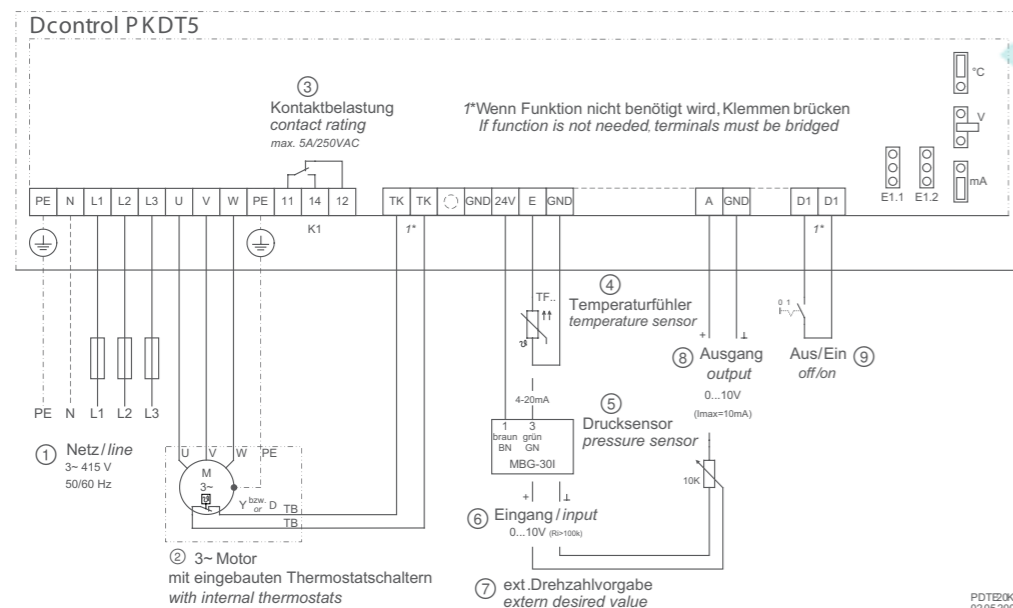 Dcontrol PKDT5
③
Kontaktbelastung
contact rating
max. 5A/250VAC
1*Wenn Funktion nicht benötigt wird, Klemmen brücken
If function is not needed, terminals must be bridged
°C
V
mA
E1.1 E1.2
PE N L1 L2 L3 U V W PE 11 14 12 TK TK GND 24V E GND A GND D1 D1
K1 1* 1*
④
TF..
Temperaturfühler
temperature sensor
ϑ
0 1
+ ⊥
⑧ Ausgang
output
0...10V
(Imax=10mA)
Aus/Ein ⑨
off/on
4-20mA
⑤
Drucksensor
pressure sensor
1 3
braun grün
BN GN
MBG-30I
10K
PE N L1 L2 L3
① Netz/line
3~ 415 V
50/60 Hz
U V W PE
M
3~
ϑ
Y bzw. or D TB
TB
+ ⊥
⑥ Eingang/input
0...10V (Ri>100k)
② 3~ Motor
mit eingebauten Thermostatschaltern
with internal thermostats
⑦ ext.Drehzahlvorgabe
extern desired value